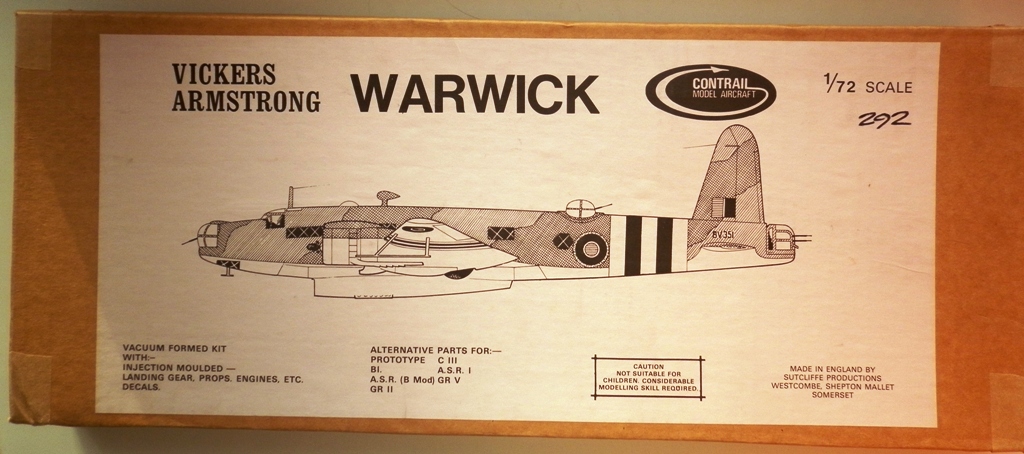 VICKERS
ARMSTRONG
WARWICK
CONTRAIL
MODEL AIRCRAFT
1/72 SCALE
292
BV351
VACUUM FORMED KIT
WITH:-
INJECTION MOULDED —
LANDING GEAR, PROPS. ENGINES, ETC.
DECALS.
ALTERNATIVE PARTS FOR:—
PROTOTYPE C III
BI. A.S.R. I
A.S.R. (B Mod) GR V
GR II
CAUTION
NOT SUITABLE FOR
CHILDREN. CONSIDERABLE
MODELLING SKILL REQUIRED.
MADE IN ENGLAND BY
SUTCLIFFE PRODUCTIONS
WESTCOMBE, SHEPTON MALLET
SOMERSET